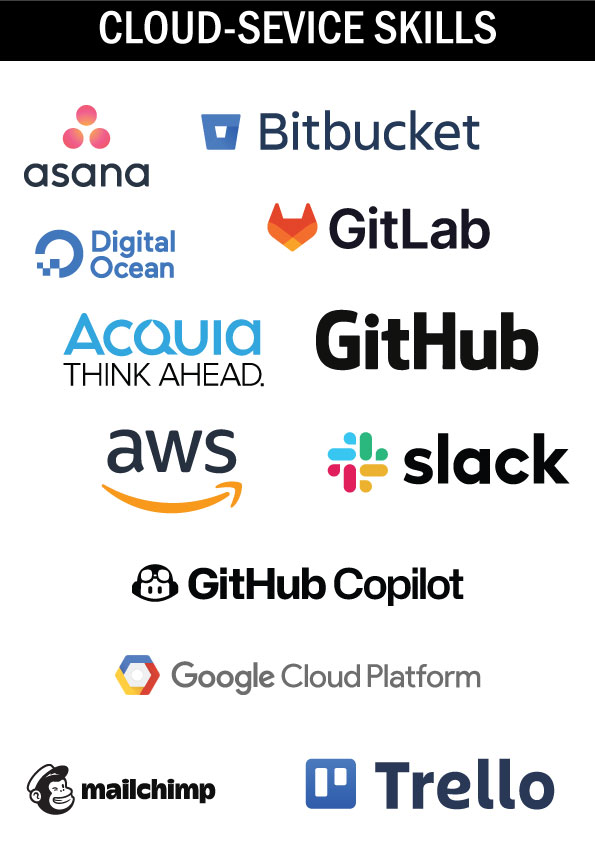 CLOUD-SEVICE SKILLS
asana
Bitbucket
Digital
Ocean
GitLab
Acquia
THINK AHEAD.
GitHub
aws
slack
GitHub Copilot
Google Cloud Platform
mailchimp
Trello